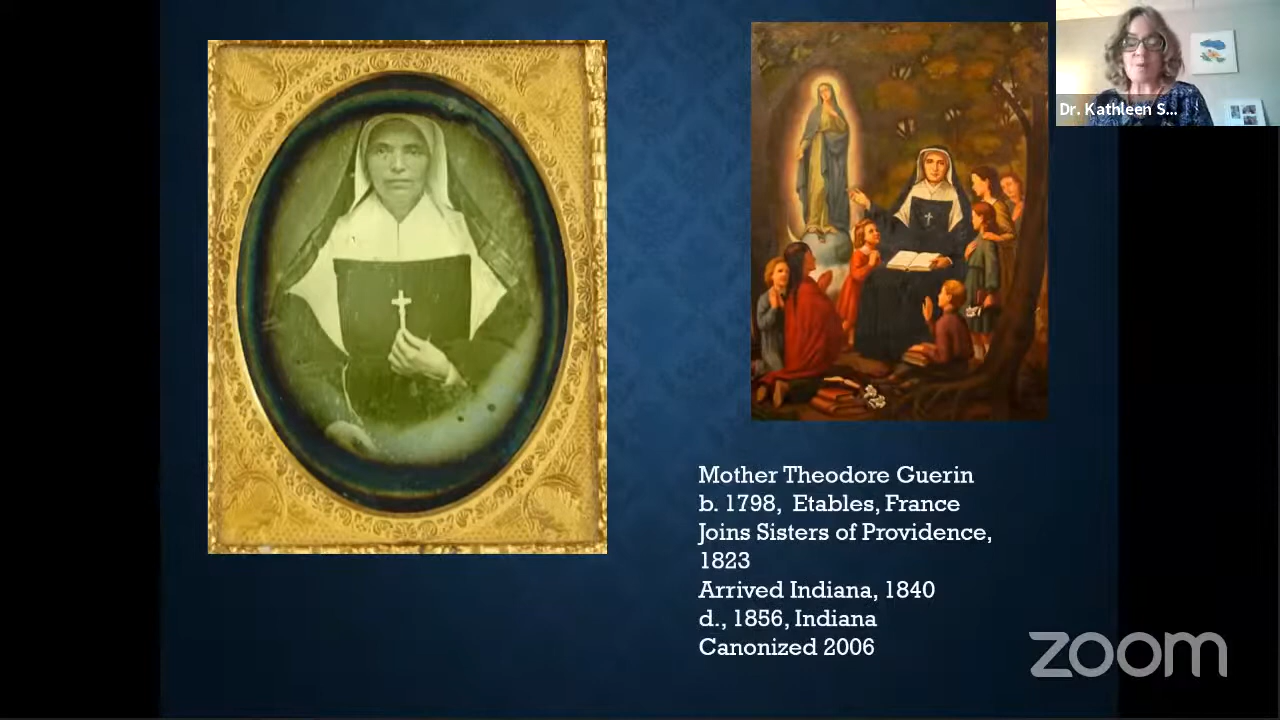 Dr. Kathleen S...
Mother Theodore Guerin
b. 1798, Etables, France
Joins Sisters of Providence,
1823
Arrived Indiana, 1840
d., 1856, Indiana
Canonized 2006
zoom